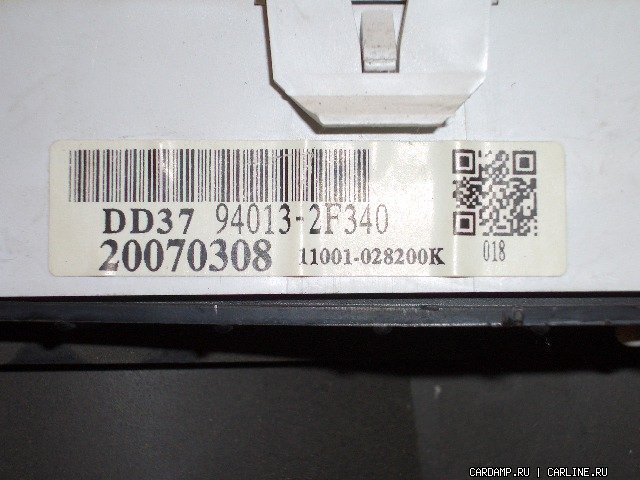 DD37 94013-2F340
20070308 11001-028200K 018
CARDAMP.RU | CARLINE.RU